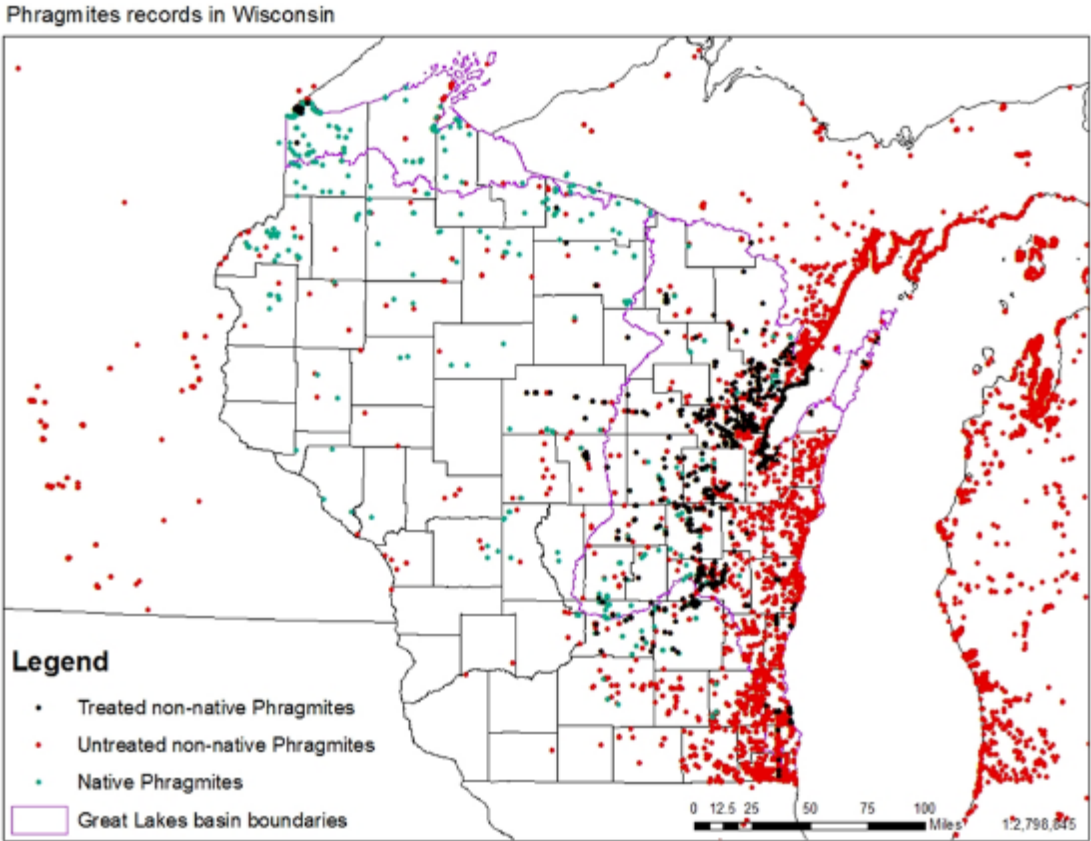 Phragmites records in Wisconsin
Legend
Treated non-native Phragmites
Untreated non-native Phragmites
Native Phragmites
Great Lakes basin boundaries
0 12.5 25 50 75 100
Miles
1:2,798,845